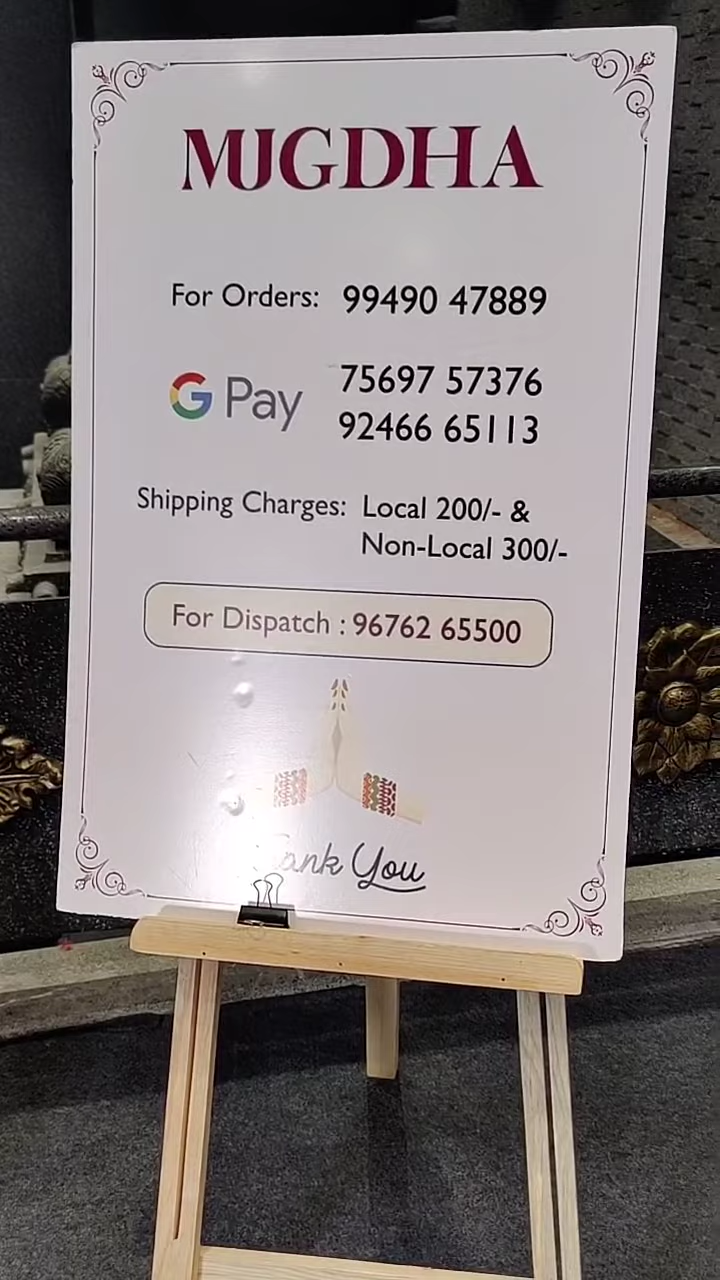 MUGDHA
For Orders: 99490 47889
G Pay 75697 57376
92466 65113
Shipping Charges: Local 200/- &
Non-Local 300/-
For Dispatch : 96762 65500
Thank You